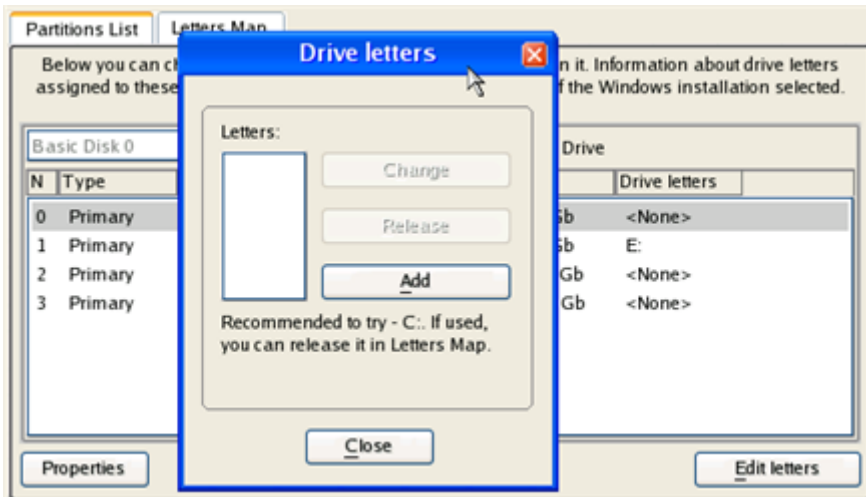 Partitions List
Letters Map
Drive letters
Below you can
n it. Information about drive letters
assigned to these
f the Windows installation selected.
Letters:
Basic Disk 0
Drive
Change
N Type
Drive letters
0 Primary
Gb <None>
Release
1 Primary
Gb E:
2 Primary
Gb <None>
Add
3 Primary
Gb <None>
Recommended to try - C:. If used,
you can release it in Letters Map.
Close
Properties
Edit letters